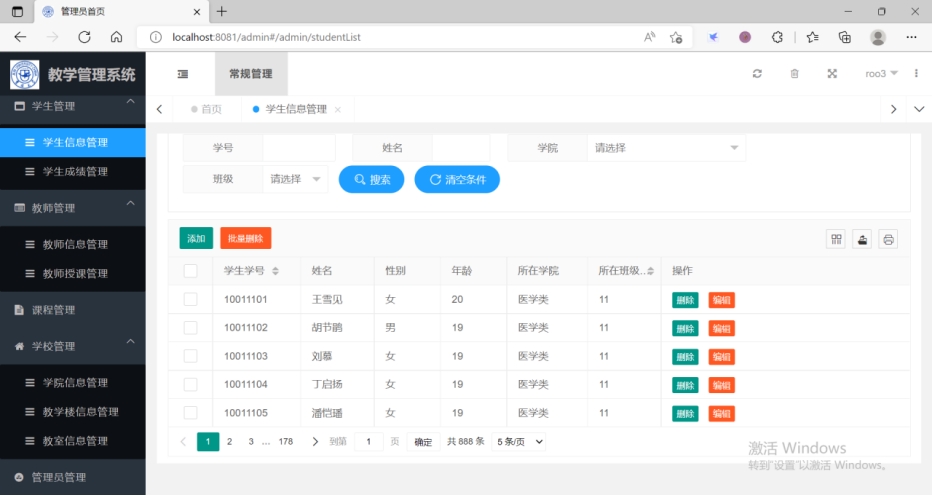 管理员首页
localhost:8081/admin#/admin/studentList
教学管理系统
常规管理
roo3
学生管理
学生信息管理
学生成绩管理
教师管理
教师信息管理
教师授课管理
课程管理
学校管理
学院信息管理
教学楼信息管理
教室信息管理
管理员管理
首页 学生信息管理
学号 姓名 学院 请选择
班级 请选择 搜索 清空条件
添加 批量删除
学生学号 姓名 性别 年龄 所在学院 所在班级... 操作
10011101 王雪见 女 20 医学类 11 删除 编辑
10011102 胡节鹃 男 19 医学类 11 删除 编辑
10011103 刘慕 女 19 医学类 11 删除 编辑
10011104 丁启扬 女 19 医学类 11 删除 编辑
10011105 潘恺璠 女 19 医学类 11 删除 编辑
1 2 3 ... 178 到第 1 页 确定 共 888 条 5 条/页
激活 Windows
转到"设置"以激活 Windows。